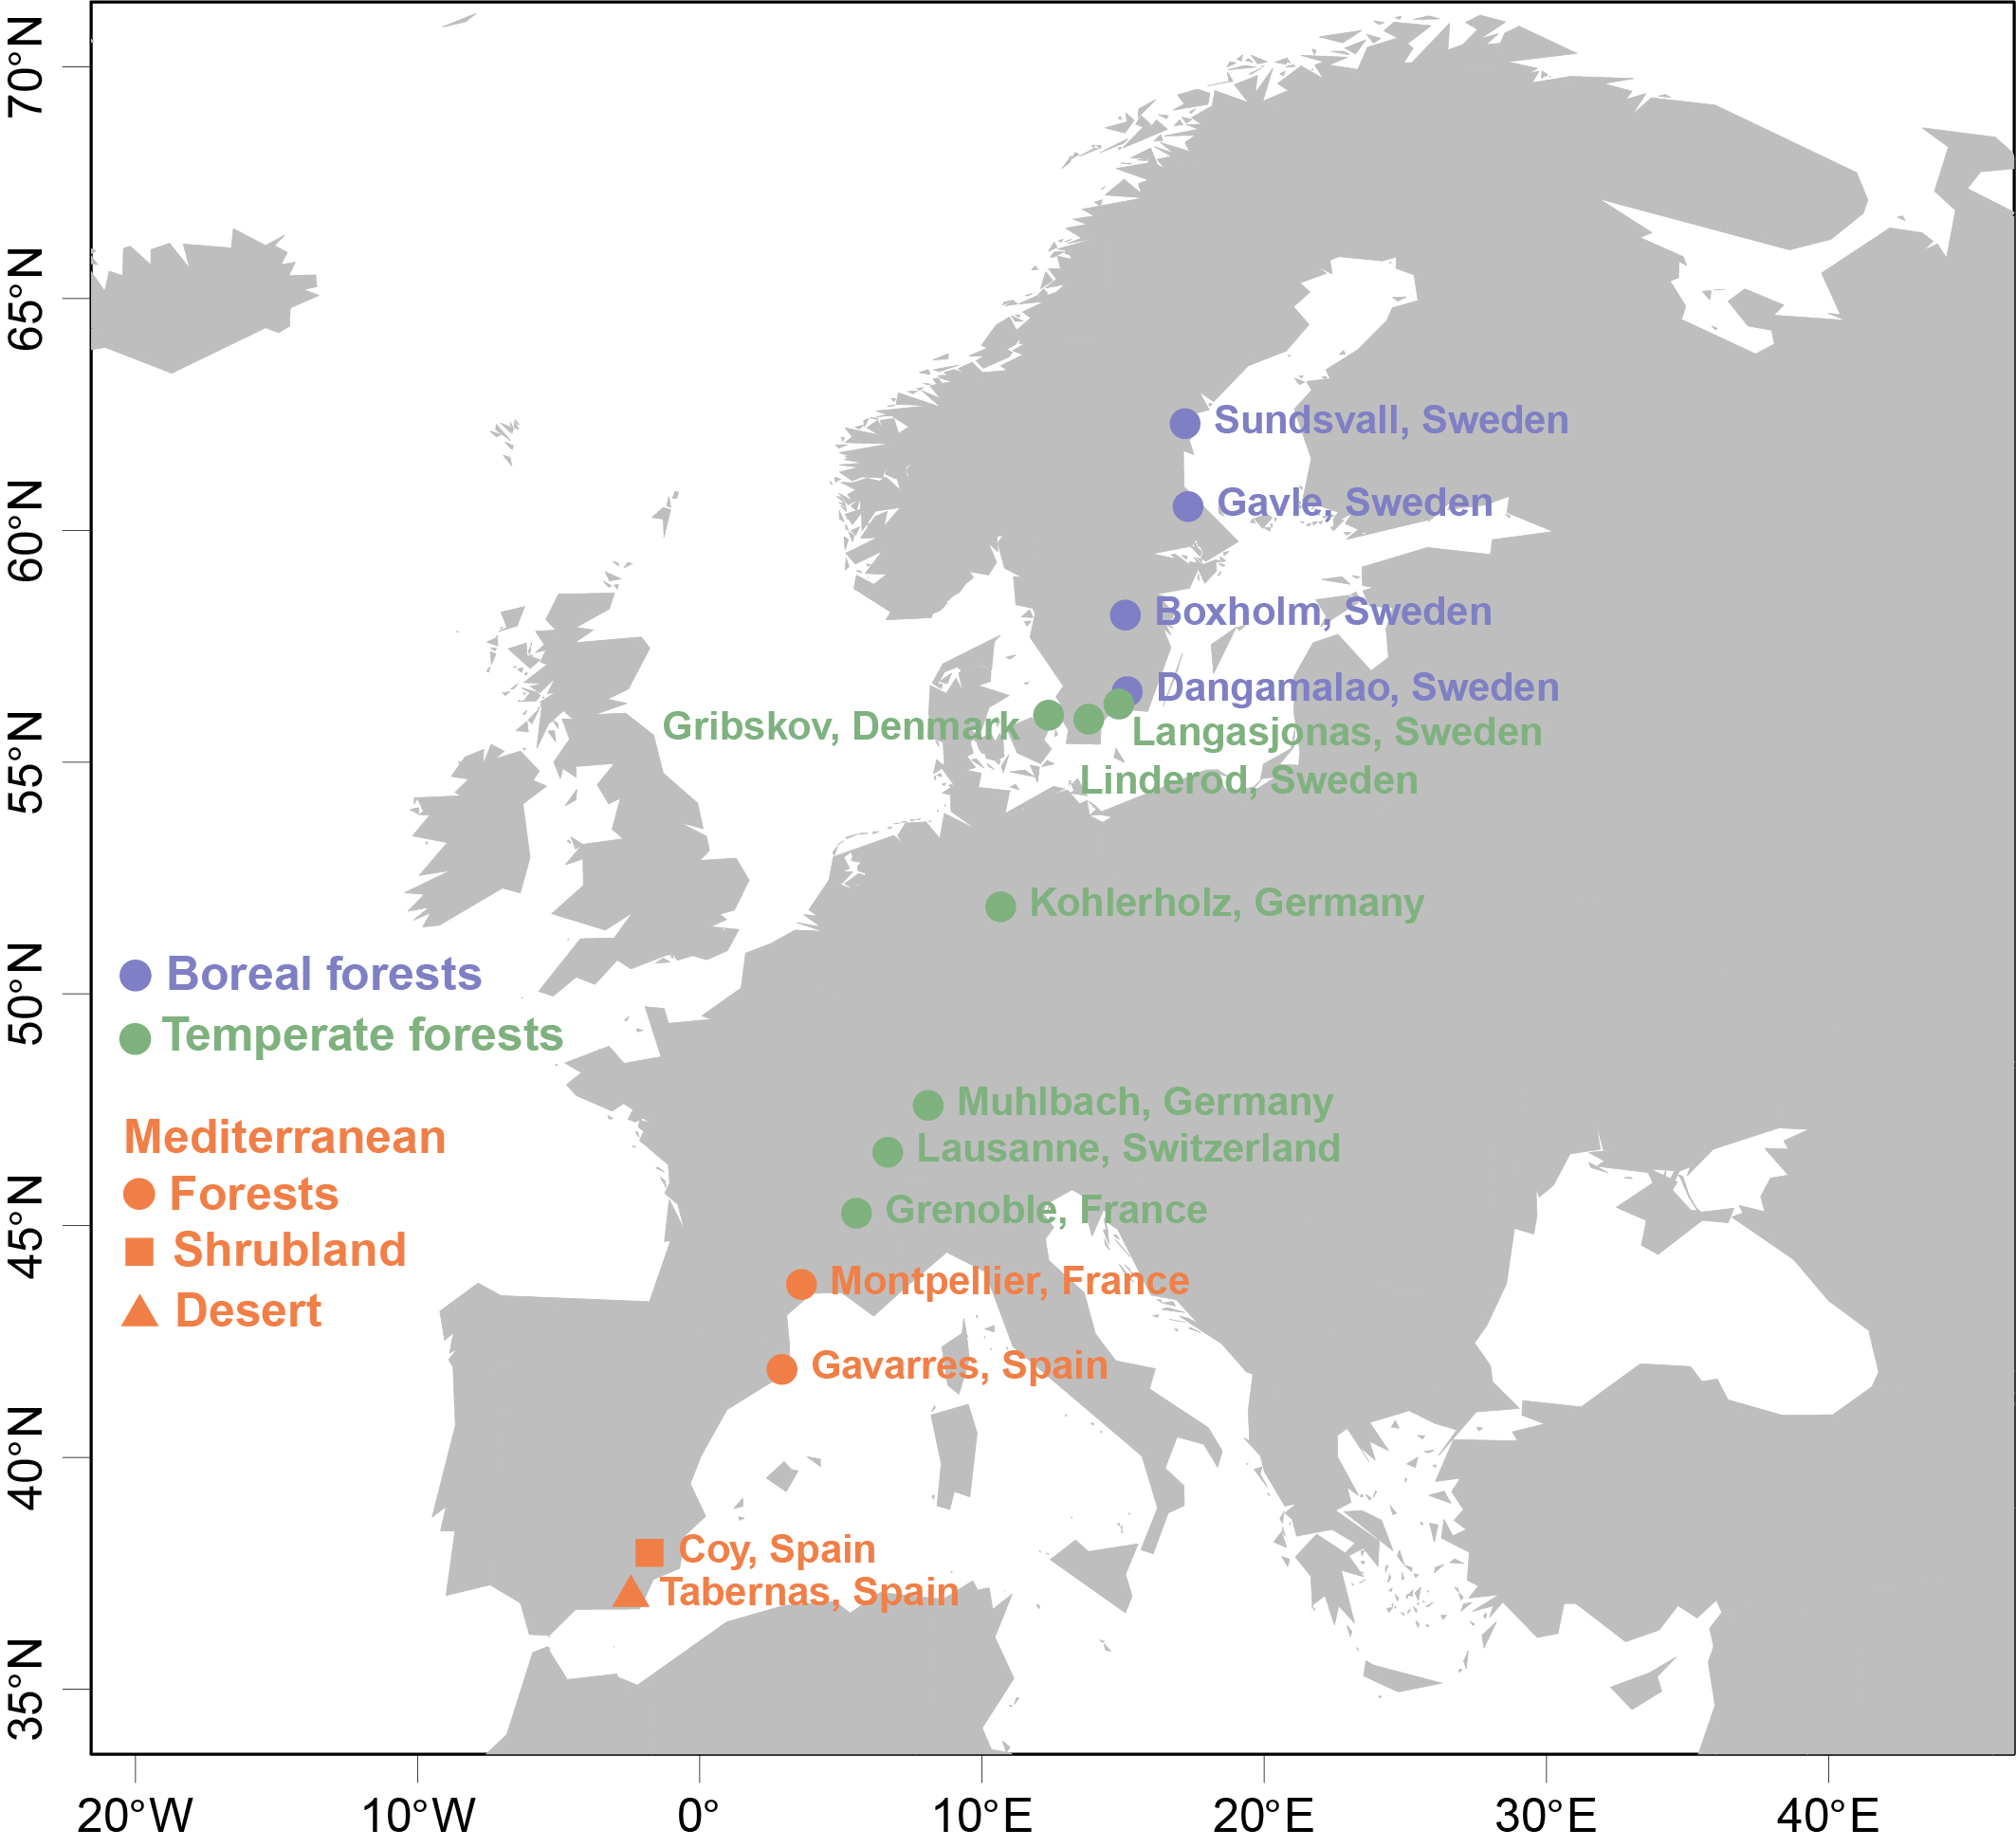 70°N
65°N
60°N
55°N
50°N
45°N
40°N
35°N
Sundsvall, Sweden
Gavle, Sweden
Boxholm, Sweden
Dangamalao, Sweden
Gribskov, Denmark
Langasjonas, Sweden
Linderod, Sweden
Kohlerholz, Germany
Boreal forests
Temperate forests
Muhlbach, Germany
Lausanne, Switzerland
Grenoble, France
Mediterranean
Forests
Shrubland
Desert
Montpellier, France
Gavarres, Spain
Coy, Spain
Tabernas, Spain
20°W 10°W 0° 10°E 20°E 30°E 40°E